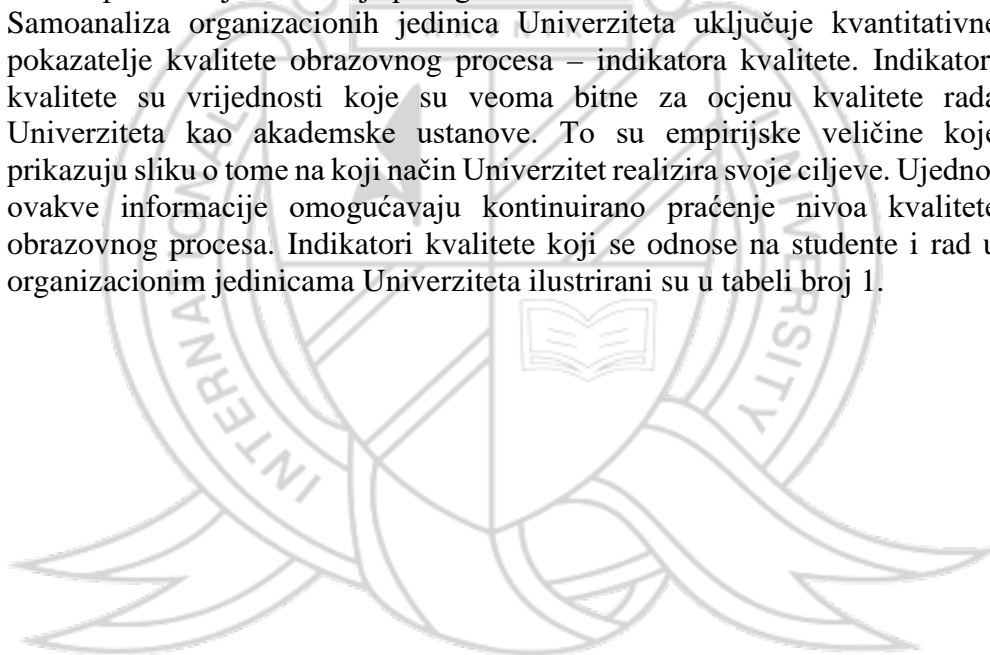 Samoanaliza organizacionih jedinica Univerziteta uključuje kvantitativne
pokazatelje kvalitete obrazovnog procesa – indikatora kvalitete. Indikatori
kvalitete su vrijednosti koje su veoma bitne za ocjenu kvalitete rada
Univerziteta kao akademske ustanove. To su empirijske veličine koje
prikazuju sliku o tome na koji način Univerzitet realizira svoje ciljeve. Ujedno,
ovakve informacije omogućavaju kontinuirano praćenje nivoa kvalitete
obrazovnog procesa. Indikatori kvalitete koji se odnose na studente i rad u
organizacionim jedinicama Univerziteta ilustrirani su u tabeli broj 1.
INTERNATIONAL UNIVERSITY